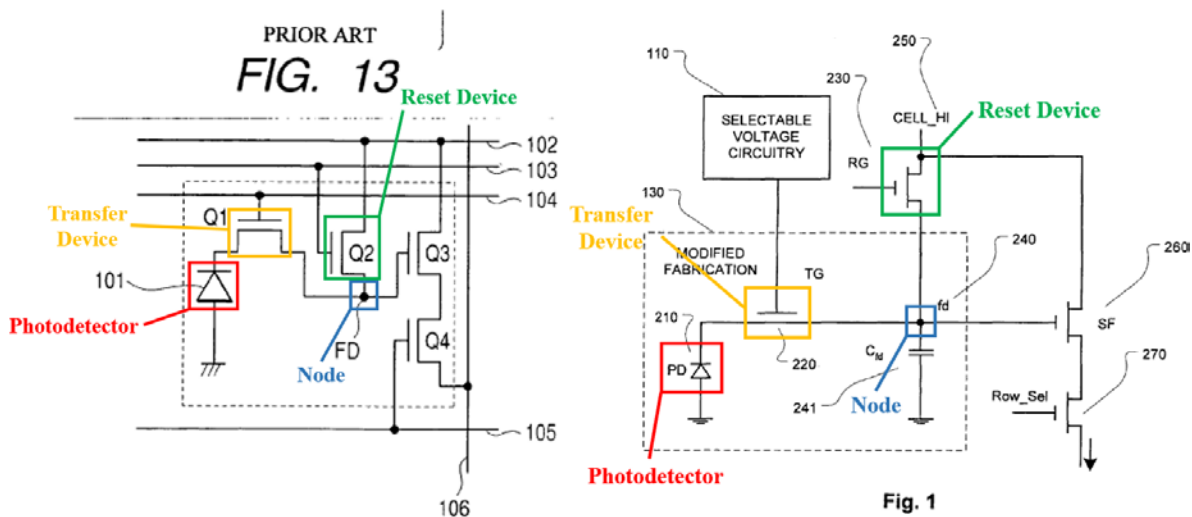 PRIOR ART
FIG. 13
Reset Device
102
103
104
Q1
Transfer
Device
Q2
Q3
101
Photodetector
FD
Q4
Node
105
106
110
250
230
CELL_HI
SELECTABLE
VOLTAGE
CIRCUITRY
Reset Device
RG
130
Transfer
Device
MODIFIED
FABRICATION
240
TG
fd
260
210
SF
PD
220
Cfd
270
241
Node
Row_Sel
Photodetector
Fig. 1